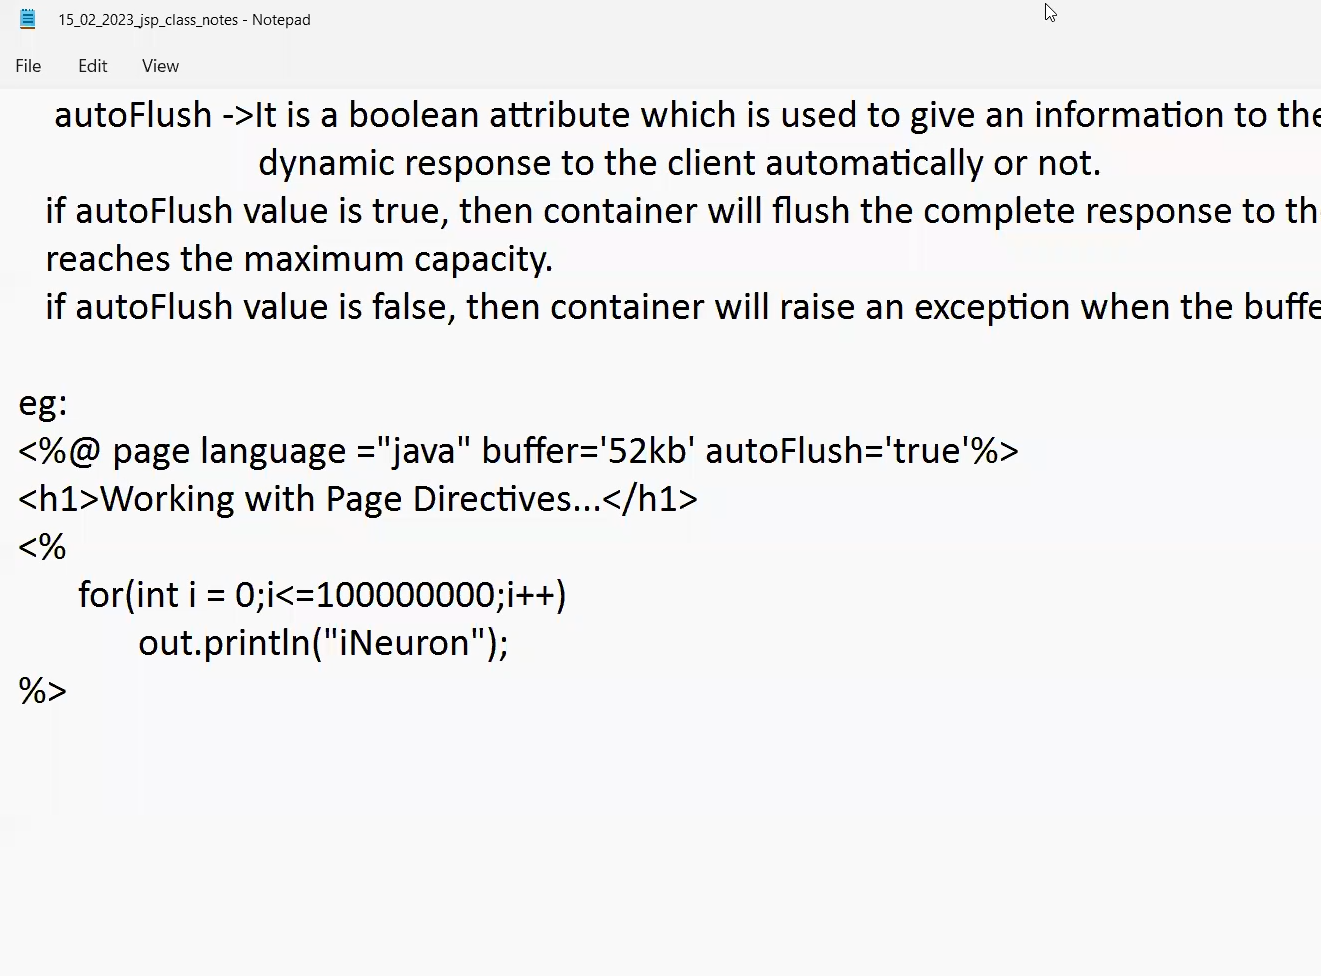 15_02_2023_jsp_class_notes - Notepad
File Edit View
autoFlush ->It is a boolean attribute which is used to give an information to the
dynamic response to the client automatically or not.
if autoFlush value is true, then container will flush the complete response to
reaches the maximum capacity.
if autoFlush value is false, then container will raise an exception when the
eg:
<%@ page language ="java" buffer='52kb' autoFlush='true'%>
<h1>Working with Page Directives...</h1>
<%
for(int i = 0;i<=100000000;i++)
out.println("iNeuron");
%>